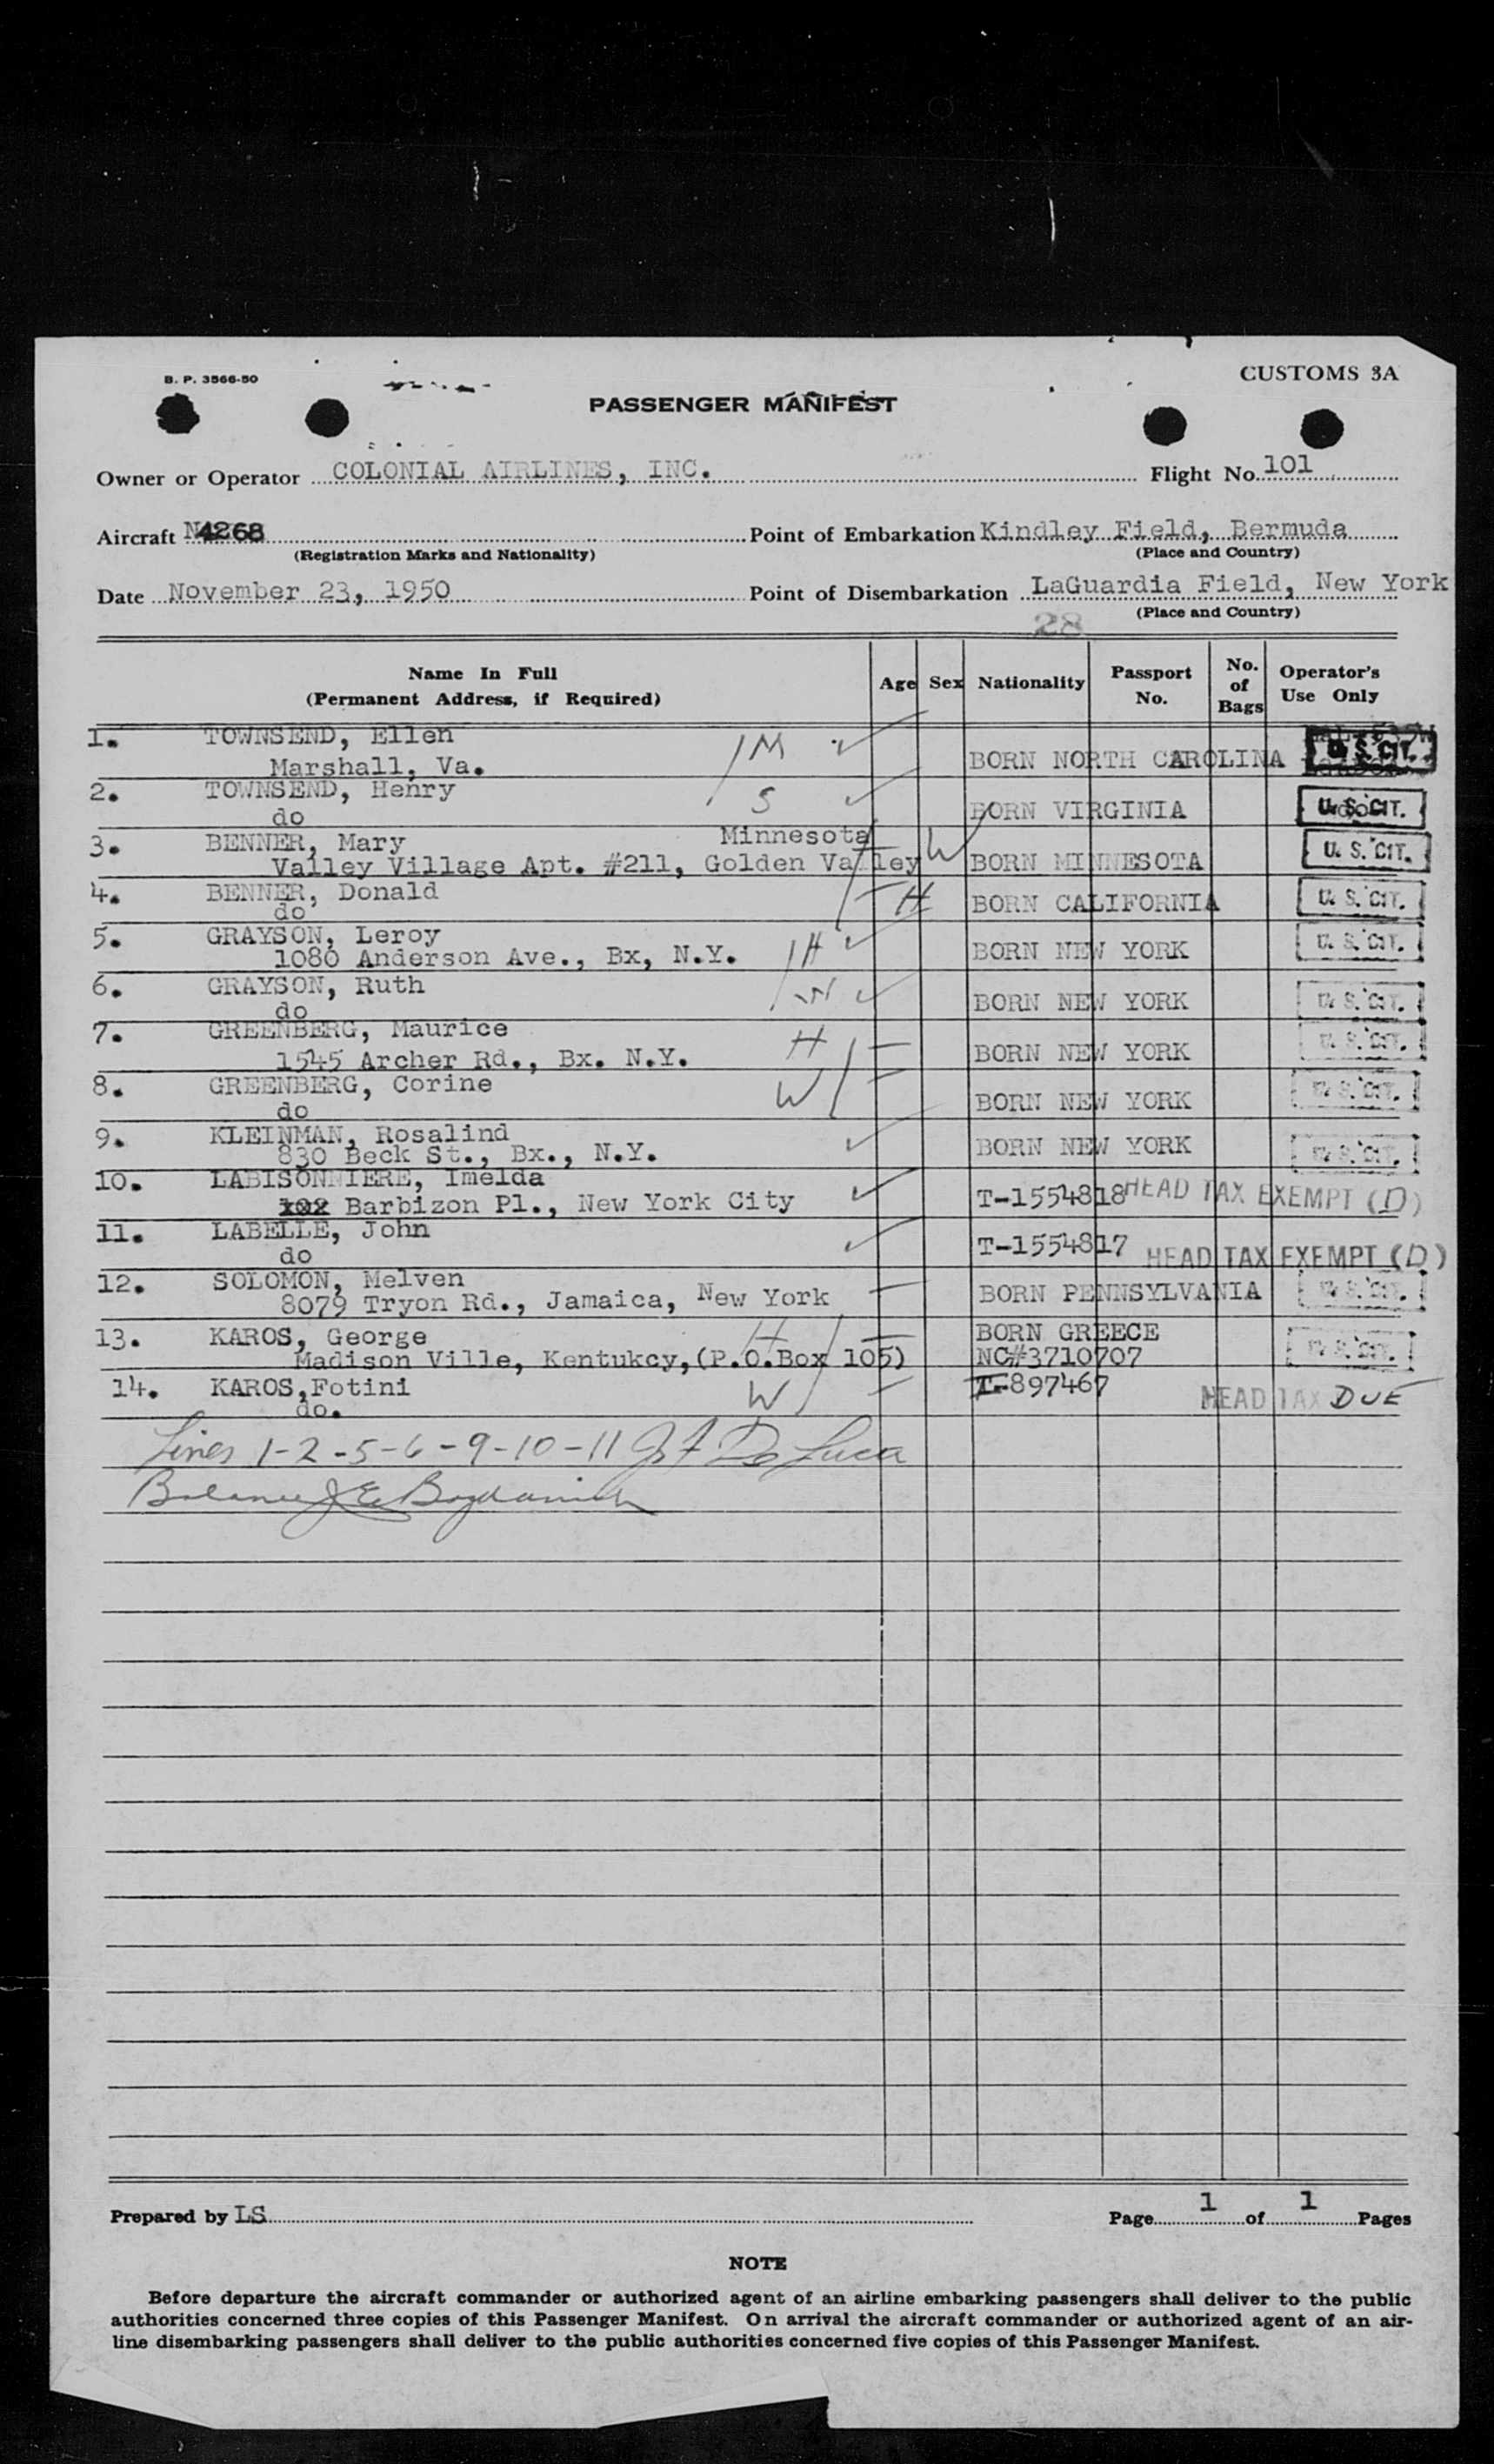 B. P. 3566-50
CUSTOMS 3A
PASSENGER MANIFEST
Owner or Operator COLONIAL AIRLINES, INC. Flight No. 101
Aircraft N4268 Point of Embarkation Kindley Field, Bermuda
(Registration Marks and Nationality) (Place and Country)
Date November 23, 1950 Point of Disembarkation LaGuardia Field, New York
(Place and Country)
28
Name In Full (Permanent Address, if Required) Age Sex Nationality Passport No. No. of Bags Operator's Use Only
1. TOWNSEND, Ellen M
Marshall, Va. BORN NORTH CAROLINA U. S. CIT.
2. TOWNSEND, Henry S
do BORN VIRGINIA U. S. CIT.
3. BENNER, Mary Minnesota W
Valley Village Apt. #211, Golden Valley BORN MINNESOTA U. S. CIT.
4. BENNER, Donald H
do BORN CALIFORNIA U. S. CIT.
5. GRAYSON, Leroy H
1080 Anderson Ave., Bx, N.Y. BORN NEW YORK U. S. CIT.
6. GRAYSON, Ruth W
do BORN NEW YORK U. S. CIT.
7. GREENBERG, Maurice H
1545 Archer Rd., Bx. N.Y. BORN NEW YORK U. S. CIT.
8. GREENBERG, Corine W
do BORN NEW YORK U. S. CIT.
9. KLEINMAN, Rosalind
830 Beck St., Bx., N.Y. BORN NEW YORK U. S. CIT.
10. LABISONNIERE, Imelda
Barbizon Pl., New York City T-1554818 HEAD TAX EXEMPT (D)
11. LABELLE, John
do T-1554817 HEAD TAX EXEMPT (D)
12. SOLOMON, Melven
8079 Tryon Rd., Jamaica, New York BORN PENNSYLVANIA U. S. CIT.
13. KAROS, George H BORN GREECE
Madison Ville, Kentukcy, (P.O.Box 105) NC#3710707 U. S. CIT.
14. KAROS, Fotini W T-897467
do. HEAD TAX DUE
Lines 1-2-5-6-9-10-11 De Luca
Balance J E
Prepared by LS Page 1 of 1 Pages
NOTE
Before departure the aircraft commander or authorized agent of an airline embarking passengers shall deliver to the public
authorities concerned three copies of this Passenger Manifest. On arrival the aircraft commander or authorized agent of an air-
line disembarking passengers shall deliver to the public authorities concerned five copies of this Passenger Manifest.